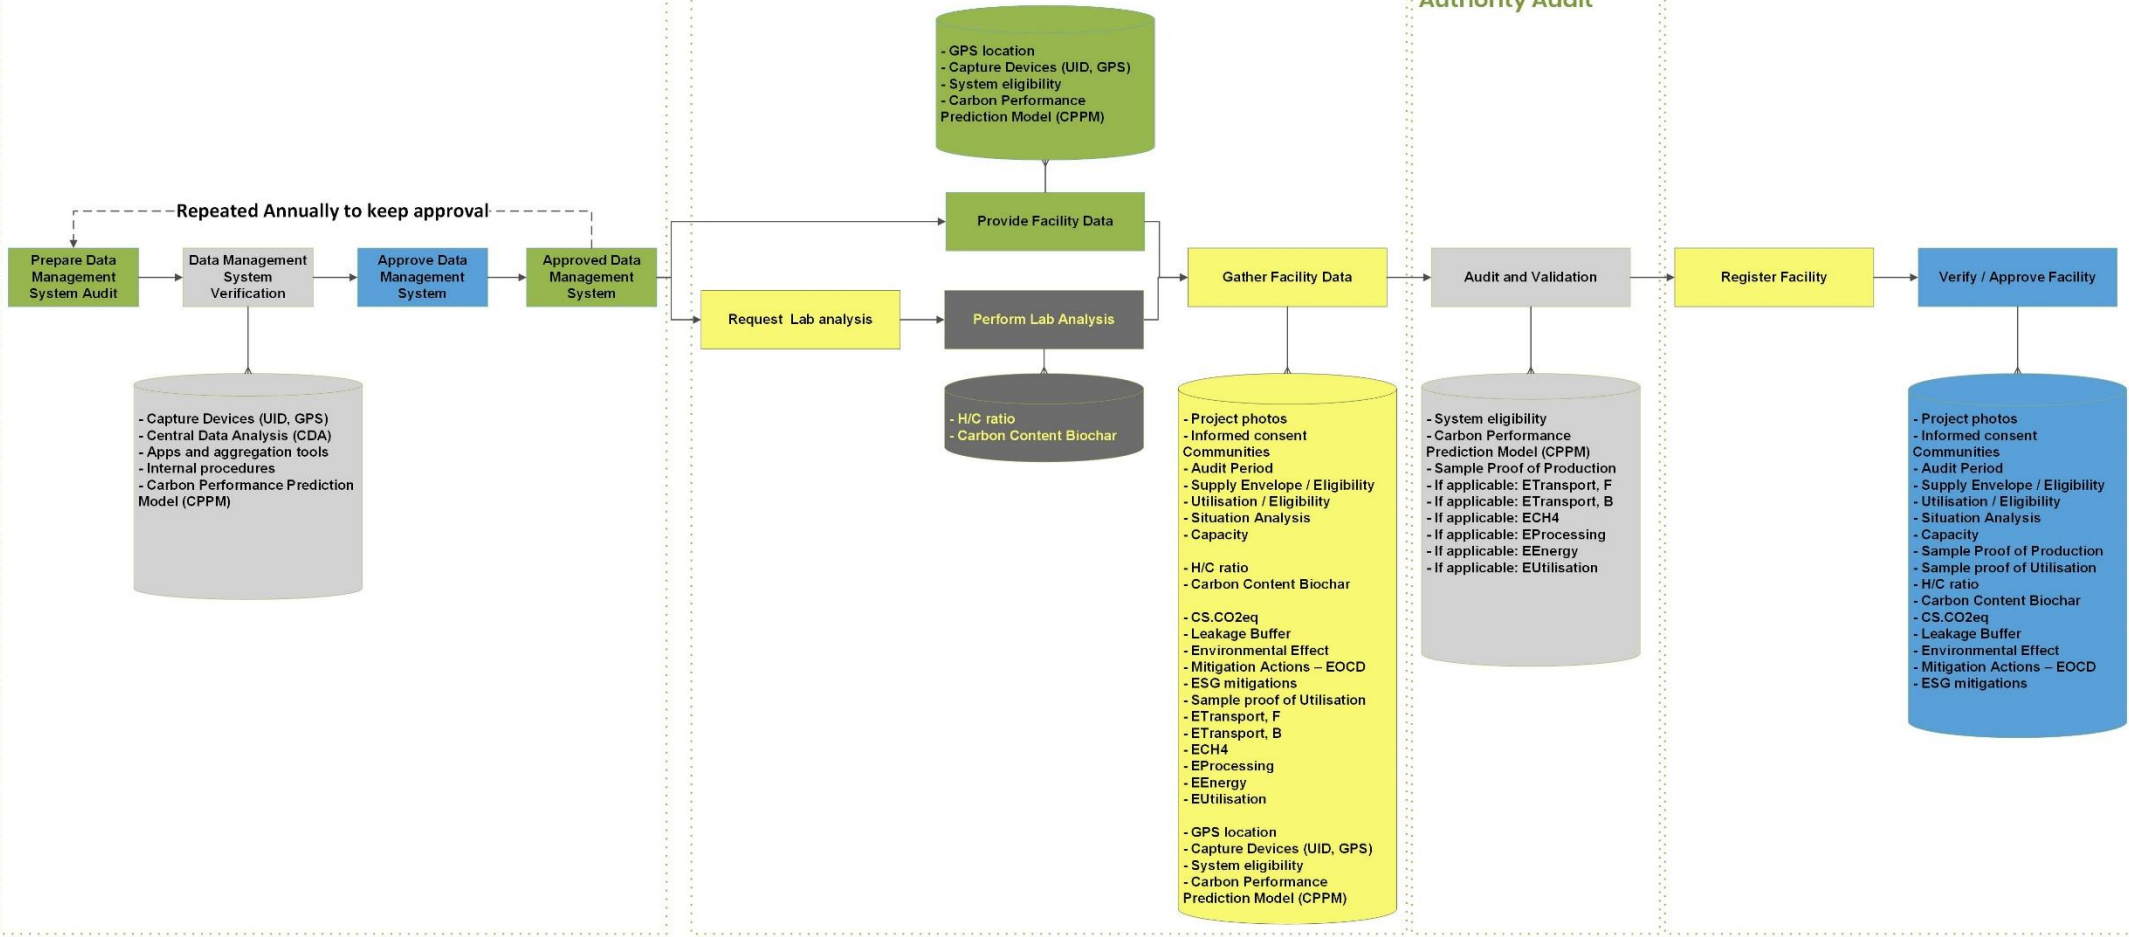 Authority Audit
- GPS location
- Capture Devices (UID, GPS)
- System eligibility
- Carbon Performance
Prediction Model (CPPM)
Repeated Annually to keep approval
Prepare Data
Management
System Audit
Data Management
System
Verification
Approve Data
Management
System
Approved Data
Management
System
Provide Facility Data
Request  Lab analysis
Perform Lab Analysis
Gather Facility Data
Audit and Validation
Register Facility
Verify / Approve Facility
- Capture Devices (UID, GPS)
- Central Data Analysis (CDA)
- Apps and aggregation tools
- Internal procedures
- Carbon Performance Prediction
Model (CPPM)
- H/C ratio
- Carbon Content Biochar
- Project photos
- Informed consent
Communities
- Audit Period
- Supply Envelope / Eligibility
- Utilisation / Eligibility
- Situation Analysis
- Capacity
- H/C ratio
- Carbon Content Biochar
- CS.CO2eq
- Leakage Buffer
- Environmental Effect
- Mitigation Actions – EOCD
- ESG mitigations
- Sample proof of Utilisation
- ETransport, F
- ETransport, B
- ECH4
- EProcessing
- EEnergy
- EUtilisation
- GPS location
- Capture Devices (UID, GPS)
- System eligibility
- Carbon Performance
Prediction Model (CPPM)
- System eligibility
- Carbon Performance
Prediction Model (CPPM)
- Sample Proof of Production
- If applicable: ETransport, F
- If applicable: ETransport, B
- If applicable: ECH4
- If applicable: EProcessing
- If applicable: EEnergy
- If applicable: EUtilisation
- Project photos
- Informed consent
Communities
- Audit Period
- Supply Envelope / Eligibility
- Utilisation / Eligibility
- Situation Analysis
- Capacity
- Sample Proof of Production
- Sample proof of Utilisation
- H/C ratio
- Carbon Content Biochar
- CS.CO2eq
- Leakage Buffer
- Environmental Effect
- Mitigation Actions – EOCD
- ESG mitigations